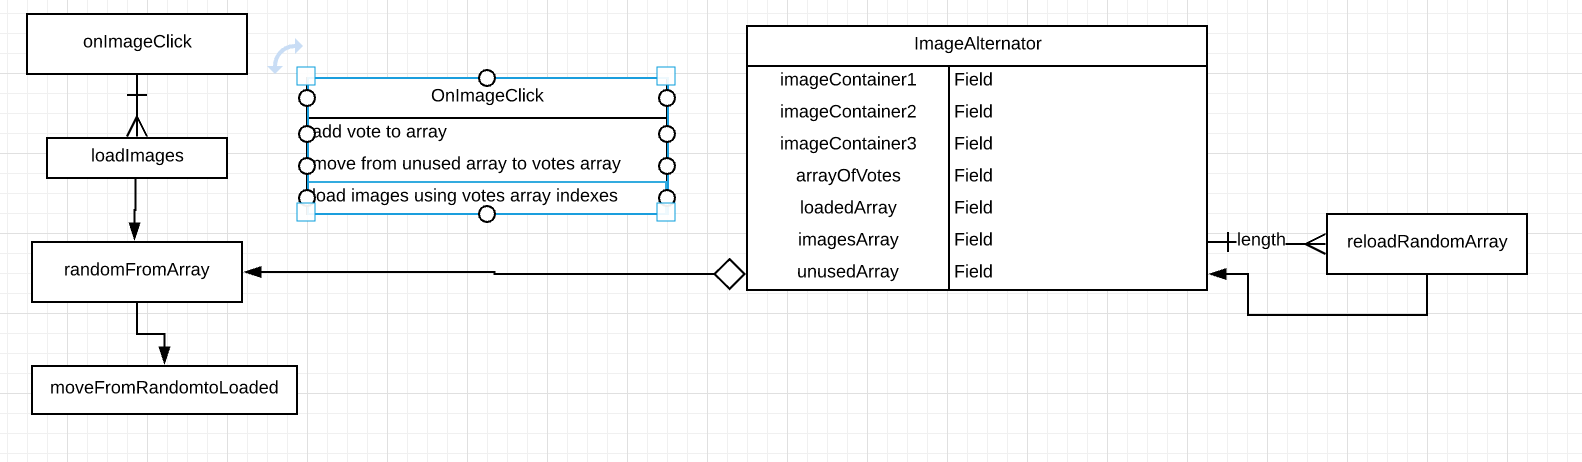 onImageClick
loadImages
randomFromArray
moveFromRandomtoLoaded
OnImageClick
add vote to array
move from unused array to votes array
load images using votes array indexes
ImageAlternator
imageContainer1 Field
imageContainer2 Field
imageContainer3 Field
arrayOfVotes Field
loadedArray Field
imagesArray Field
unusedArray Field
length
reloadRandomArray